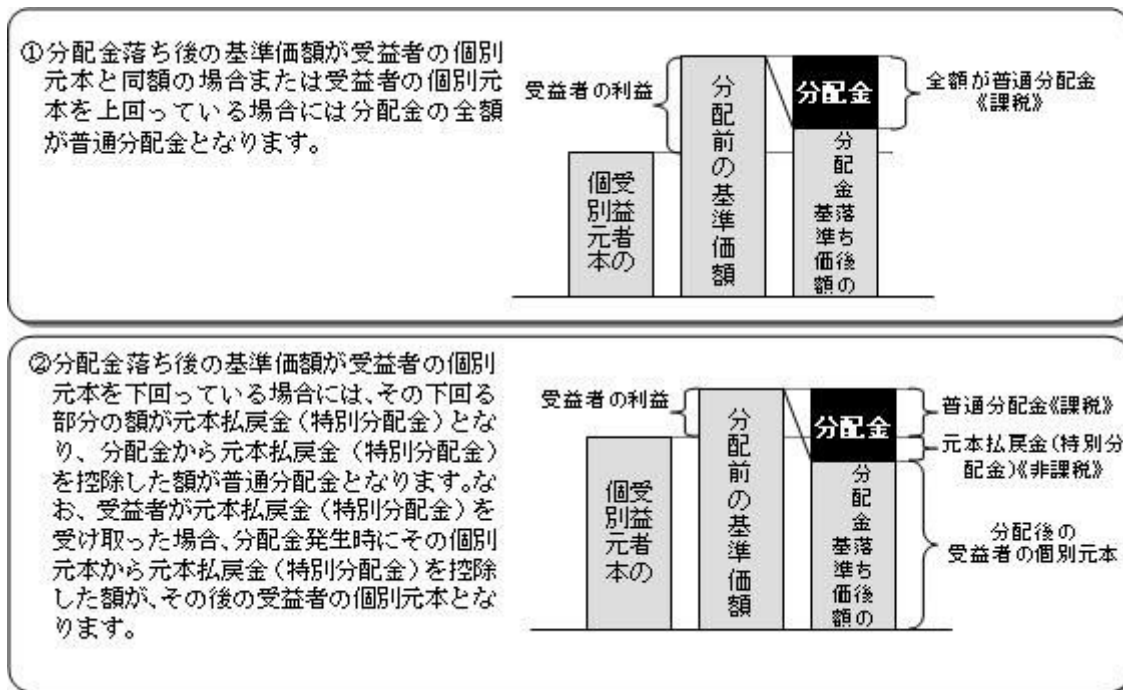 ①分配金落ち後の基準価額が受益者の個別
元本と同額の場合または受益者の個別元
本を上回っている場合には分配金の全額
が普通分配金となります。
受益者の利益
受益者の
個別元本
分配前の基準価額
分配金
分配金落ち後の
基準価額
全額が普通分配金
《課税》
②分配金落ち後の基準価額が受益者の個別
元本を下回っている場合には、その下回る
部分の額が元本払戻金(特別分配金)とな
り、分配金から元本払戻金(特別分配金)
を控除した額が普通分配金となります。な
お、受益者が元本払戻金(特別分配金)を
受け取った場合、分配金発生時にその個別
元本から元本払戻金(特別分配金)を控除
した額が、その後の受益者の個別元本とな
ります。
受益者の利益
受益者の
個別元本
分配前の基準価額
分配金
分配金落ち後の
基準価額
普通分配金《課税》
元本払戻金(特別分
配金)《非課税》
分配後の
受益者の個別元本